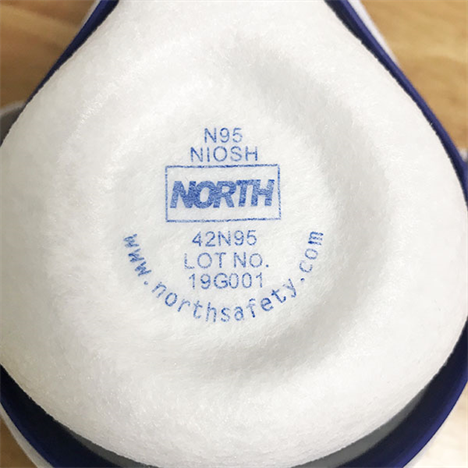 N95
NIOSH
NORTH
42N95
LOT NO.
19G001
www.northsafety.com